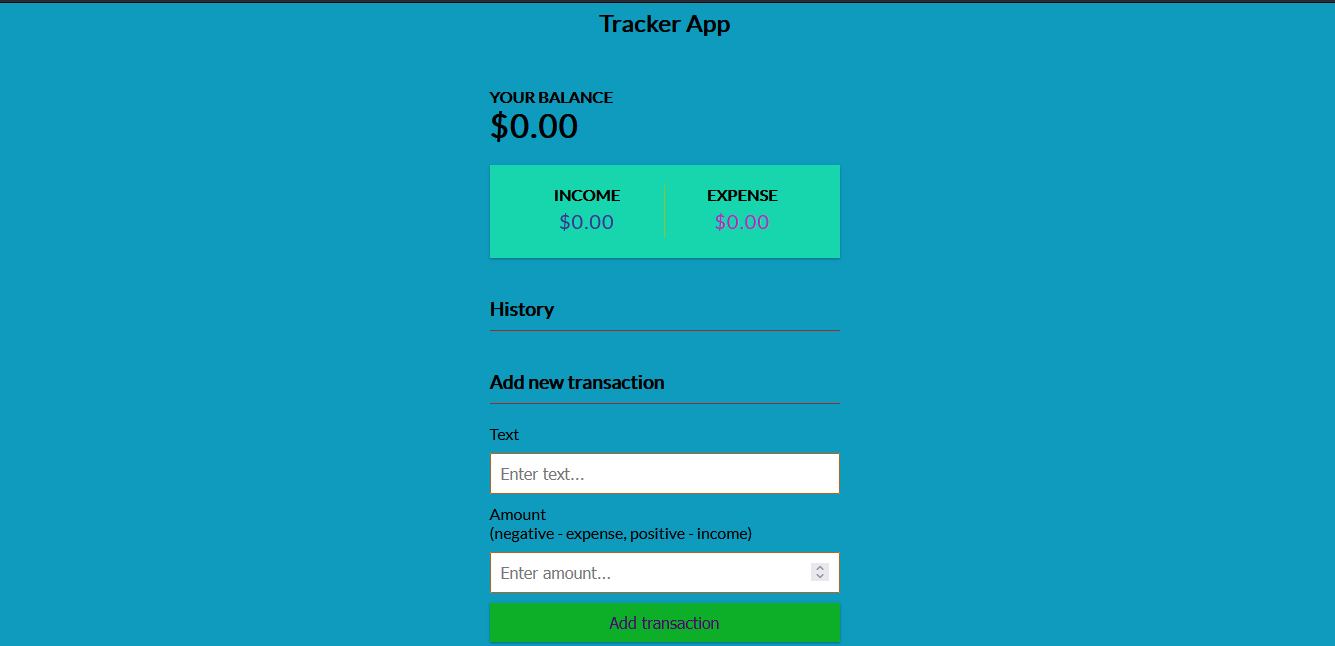 Tracker App
YOUR BALANCE
$0.00
INCOME EXPENSE
$0.00 $0.00
History
Add new transaction
Text
Enter text...
Amount
(negative - expense, positive - income)
Enter amount...
Add transaction